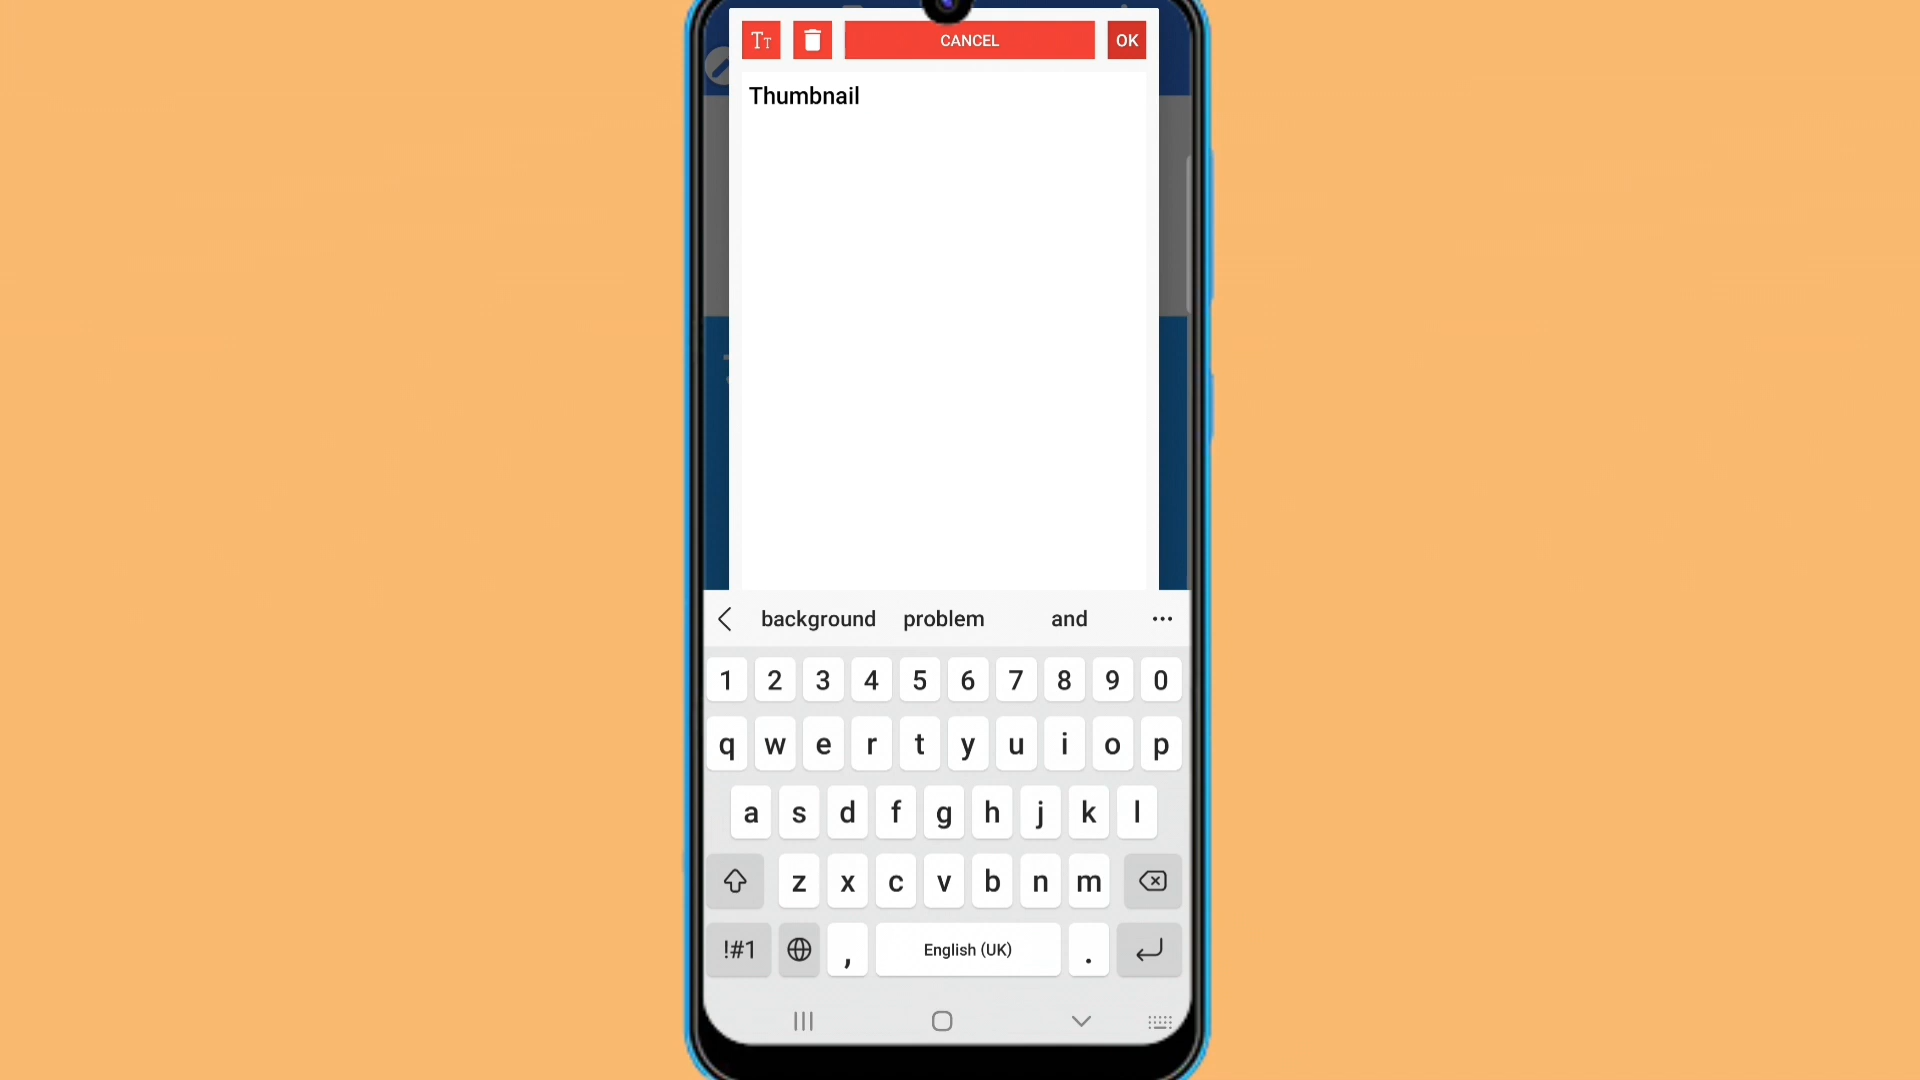 Tт CANCEL OK
Thumbnail
background problem and
1 2 3 4 5 6 7 8 9 0
q w e r t y u i o p
a s d f g h j k l
z x c v b n m
!#1 , English (UK) .